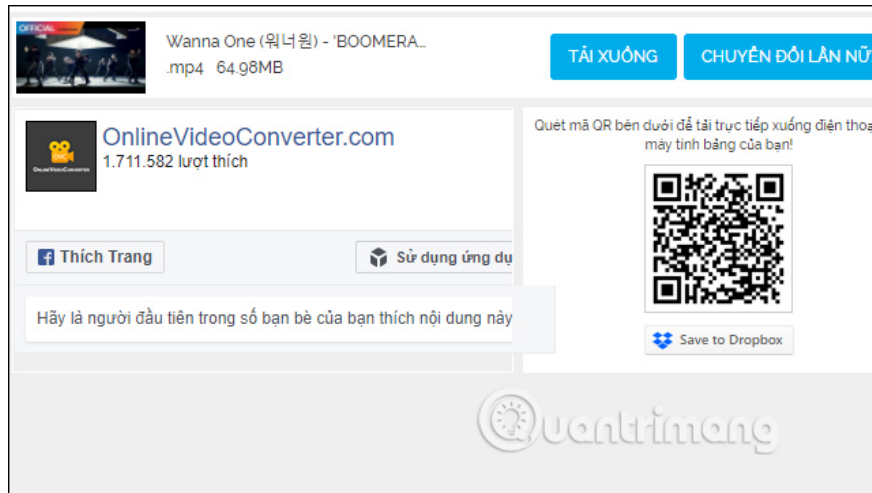 OFFICIAL
Wanna One (워너원) - 'BOOMERA...
.mp4 64.98MB
TẢI XUỐNG
CHUYỂN ĐỔI LẦN NỮ
OnlineVideoConverter.com
1.711.582 lượt thích
OVC
ONLINEVIDEOCONVERTER
Thích Trang
Sử dụng ứng dụ
Hãy là người đầu tiên trong số bạn bè của bạn thích nội dung này
Quét mã QR bên dưới để tải trực tiếp xuống điện thoạ
máy tính bảng của bạn!
Save to Dropbox
Quantrimang